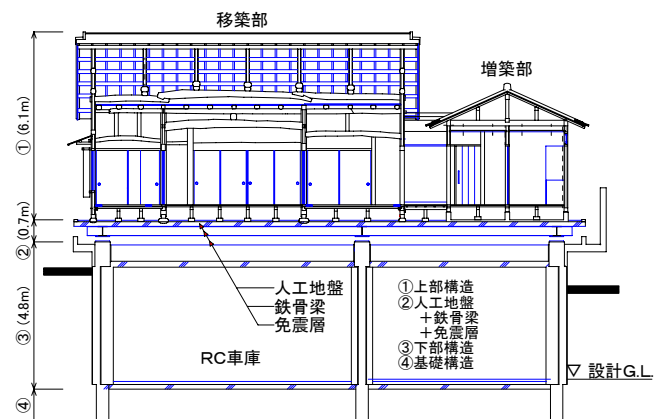 移築部
増築部
① (6.1m)
② (0.7m)
③ (4.8m)
④
人工地盤
鉄骨梁
免震層
RC車庫
①上部構造
②人工地盤
＋鉄骨梁
＋免震層
③下部構造
④基礎構造
▽ 設計G.L.